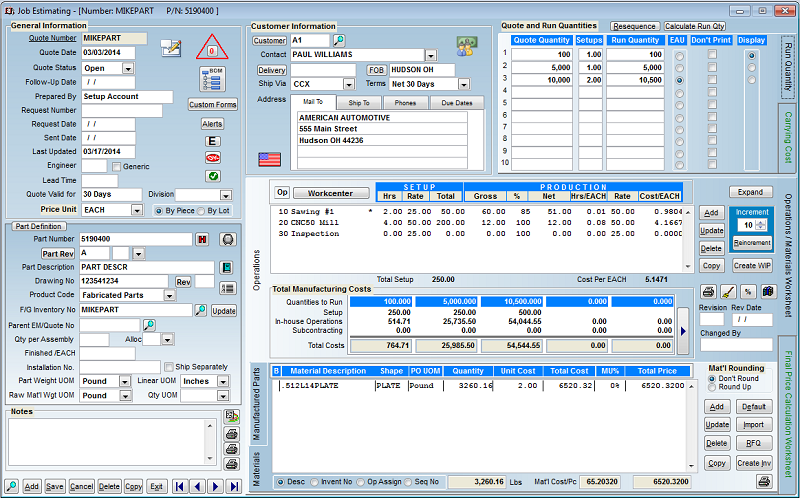 Job Estimating - [Number: MIKEPART P/N: 5190400 ]
General Information
Quote Number MIKEPART
Quote Date 03/03/2014
Quote Status Open
Follow-Up Date / /
Prepared By Setup Account
Request Number
Request Date / /
Sent Date / /
Last Updated 03/17/2014
Engineer Generic
Lead Time
Quote Valid for 30 Days Division
Price Unit EACH By Piece By Lot
0
BOM
Custom Forms
Alerts
E
Part Definition
Part Number 5190400
Part Rev A
Part Description PART DESCR
Drawing No 123541234 Rev
Product Code Fabricated Parts
F/G Inventory No MIKEPART Update
Parent EM/Quote No
Qty per Assembly Alloc
Finished /EACH
Installation No. Ship Separately
Part Weight UOM Pound Linear UOM Inches
Raw Mat'l Wgt UOM Pound Qty UOM
Notes
Add Save Cancel Delete Copy Exit
Customer Information
Customer A1
Contact PAUL WILLIAMS
Delivery FOB HUDSON OH
Ship Via CCX Terms Net 30 Days
Address Mail To Ship To Phones Due Dates
AMERICAN AUTOMOTIVE
555 Main Street
Hudson OH 44236
Quote and Run Quantities Resequence Calculate Run Qty
Quote Quantity Setups Run Quantity EAU Don't Print Display
1 100 1.00 100
2 5,000 1.00 5,000
3 10,000 2.00 10,500
4
5
6
7
8
9
10
Run Quantity
Carrying Cost
Operations
Op Workcenter SETUP PRODUCTION
Hrs Rate Total Gross % Net Hrs/EACH Rate Cost/EACH
10 Sawing #1 * 2.00 25.00 50.00 60.00 85 51.00 0.01 50.00 0.9804
20 CNC50 Mill 4.00 50.00 200.00 12.00 100 12.00 0.08 50.00 4.1667
30 Inspection 0.00 25.00 0.00 0.00 100 0.00 0.00 25.00 0.0000
Total Setup 250.00 Cost Per EACH 5.1471
Add
Update
Delete
Copy
Expand
Increment
10
Reincrement
Create WIP
%
Revision Rev Date
/ /
Changed By
Operations / Materials Worksheet
Final Price Calculation Worksheet
Total Manufacturing Costs
Quantities to Run 100.000 5,000.000 10,500.000 0.000 0.000
Setup 250.00 250.00 500.00
In-house Operations 514.71 25,735.50 54,044.55
Subcontracting 0.00 0.00 0.00 0.00 0.00
Total Costs 764.71 25,985.50 54,544.55 0.00 0.00
Manufactured Parts
Materials
B Material Description Shape PO UOM Quantity Unit Cost Total Cost MU% Total Price
.512L14PLATE PLATE Pound 3260.16 2.00 6520.32 0% 6520.3200
Desc Invent No Op Assign Seq No 3,260.16 Lbs Mat'l Cost/Pc 65.20320 6520.3200
Mat'l Rounding
Don't Round
Round Up
Add Default
Update Import
Delete RFQ
Copy Create Inv